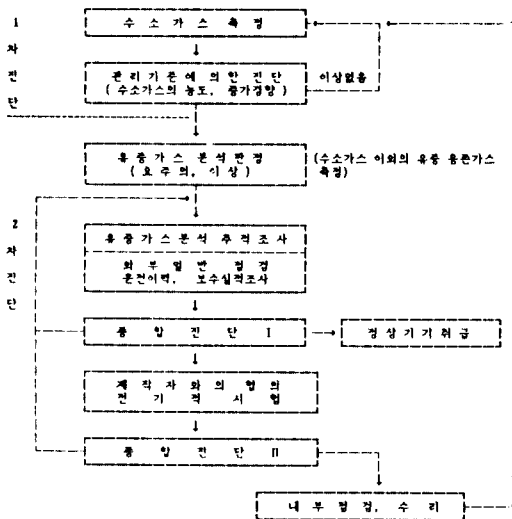 1차진단
수소가스측정
관리기준에의한진단
(수소가스의농도, 증가경향)
이상없음
유중가스 분석판정
(요주의, 이상)
(수소가스 이외의 유중 용존가스
측정)
2차진단
유중가스분석 추적조사
외부일반 점검
운전이력, 보수실적조사
종합진단 I
정상기기취급
제작자와의협의
전기적시험
종합진단 II
내부점검, 수리